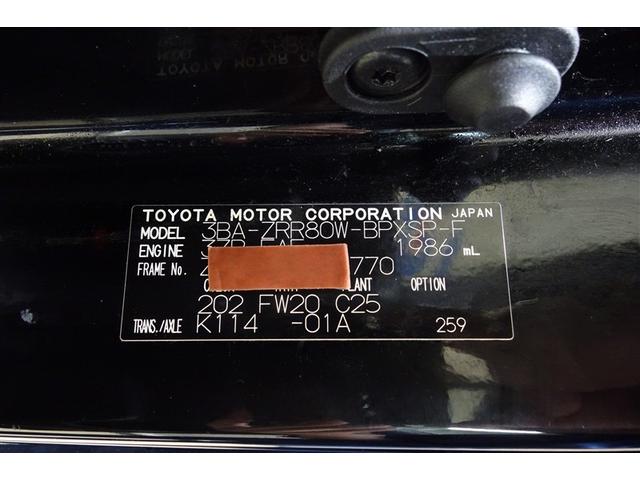 TOYOTA MOTOR CORPORATION JAPAN
MODEL 3BA-ZRR80W-BPXSP-F
ENGINE 1986 mL
FRAME No. 770
PLANT OPTION
202 FW20 C25
TRANS./AXLE K114 -01A 259